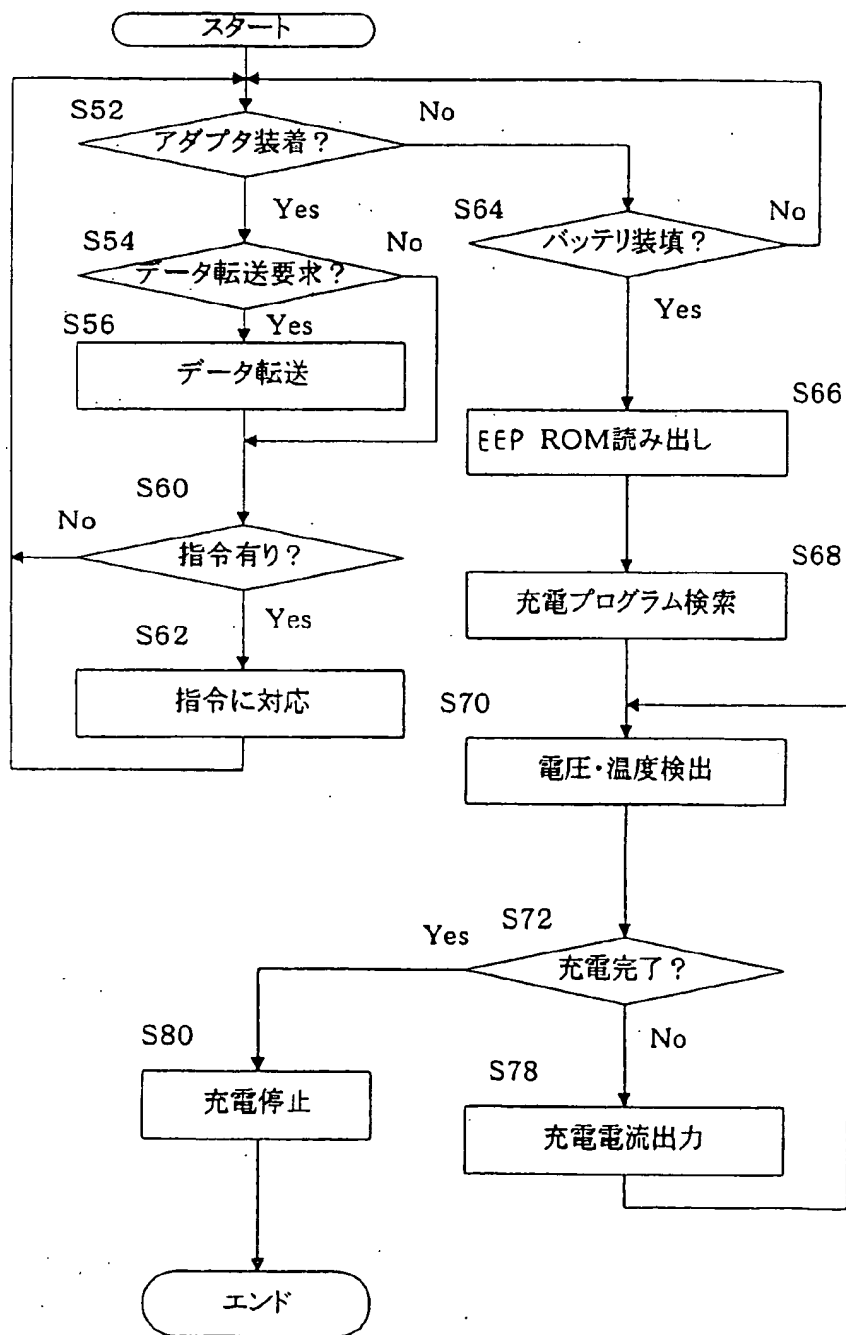 スタート
S52
No
アダプタ装着?
Yes
S64
No
バッテリ装填?
S54
No
データ転送要求?
Yes
Yes
S56
データ転送
S66
EEP ROM読み出し
S60
No
指令有り?
S68
充電プログラム検索
Yes
S62
指令に対応
S70
電圧・温度検出
S72
Yes
充電完了?
No
S80
充電停止
S78
充電電流出力
エンド